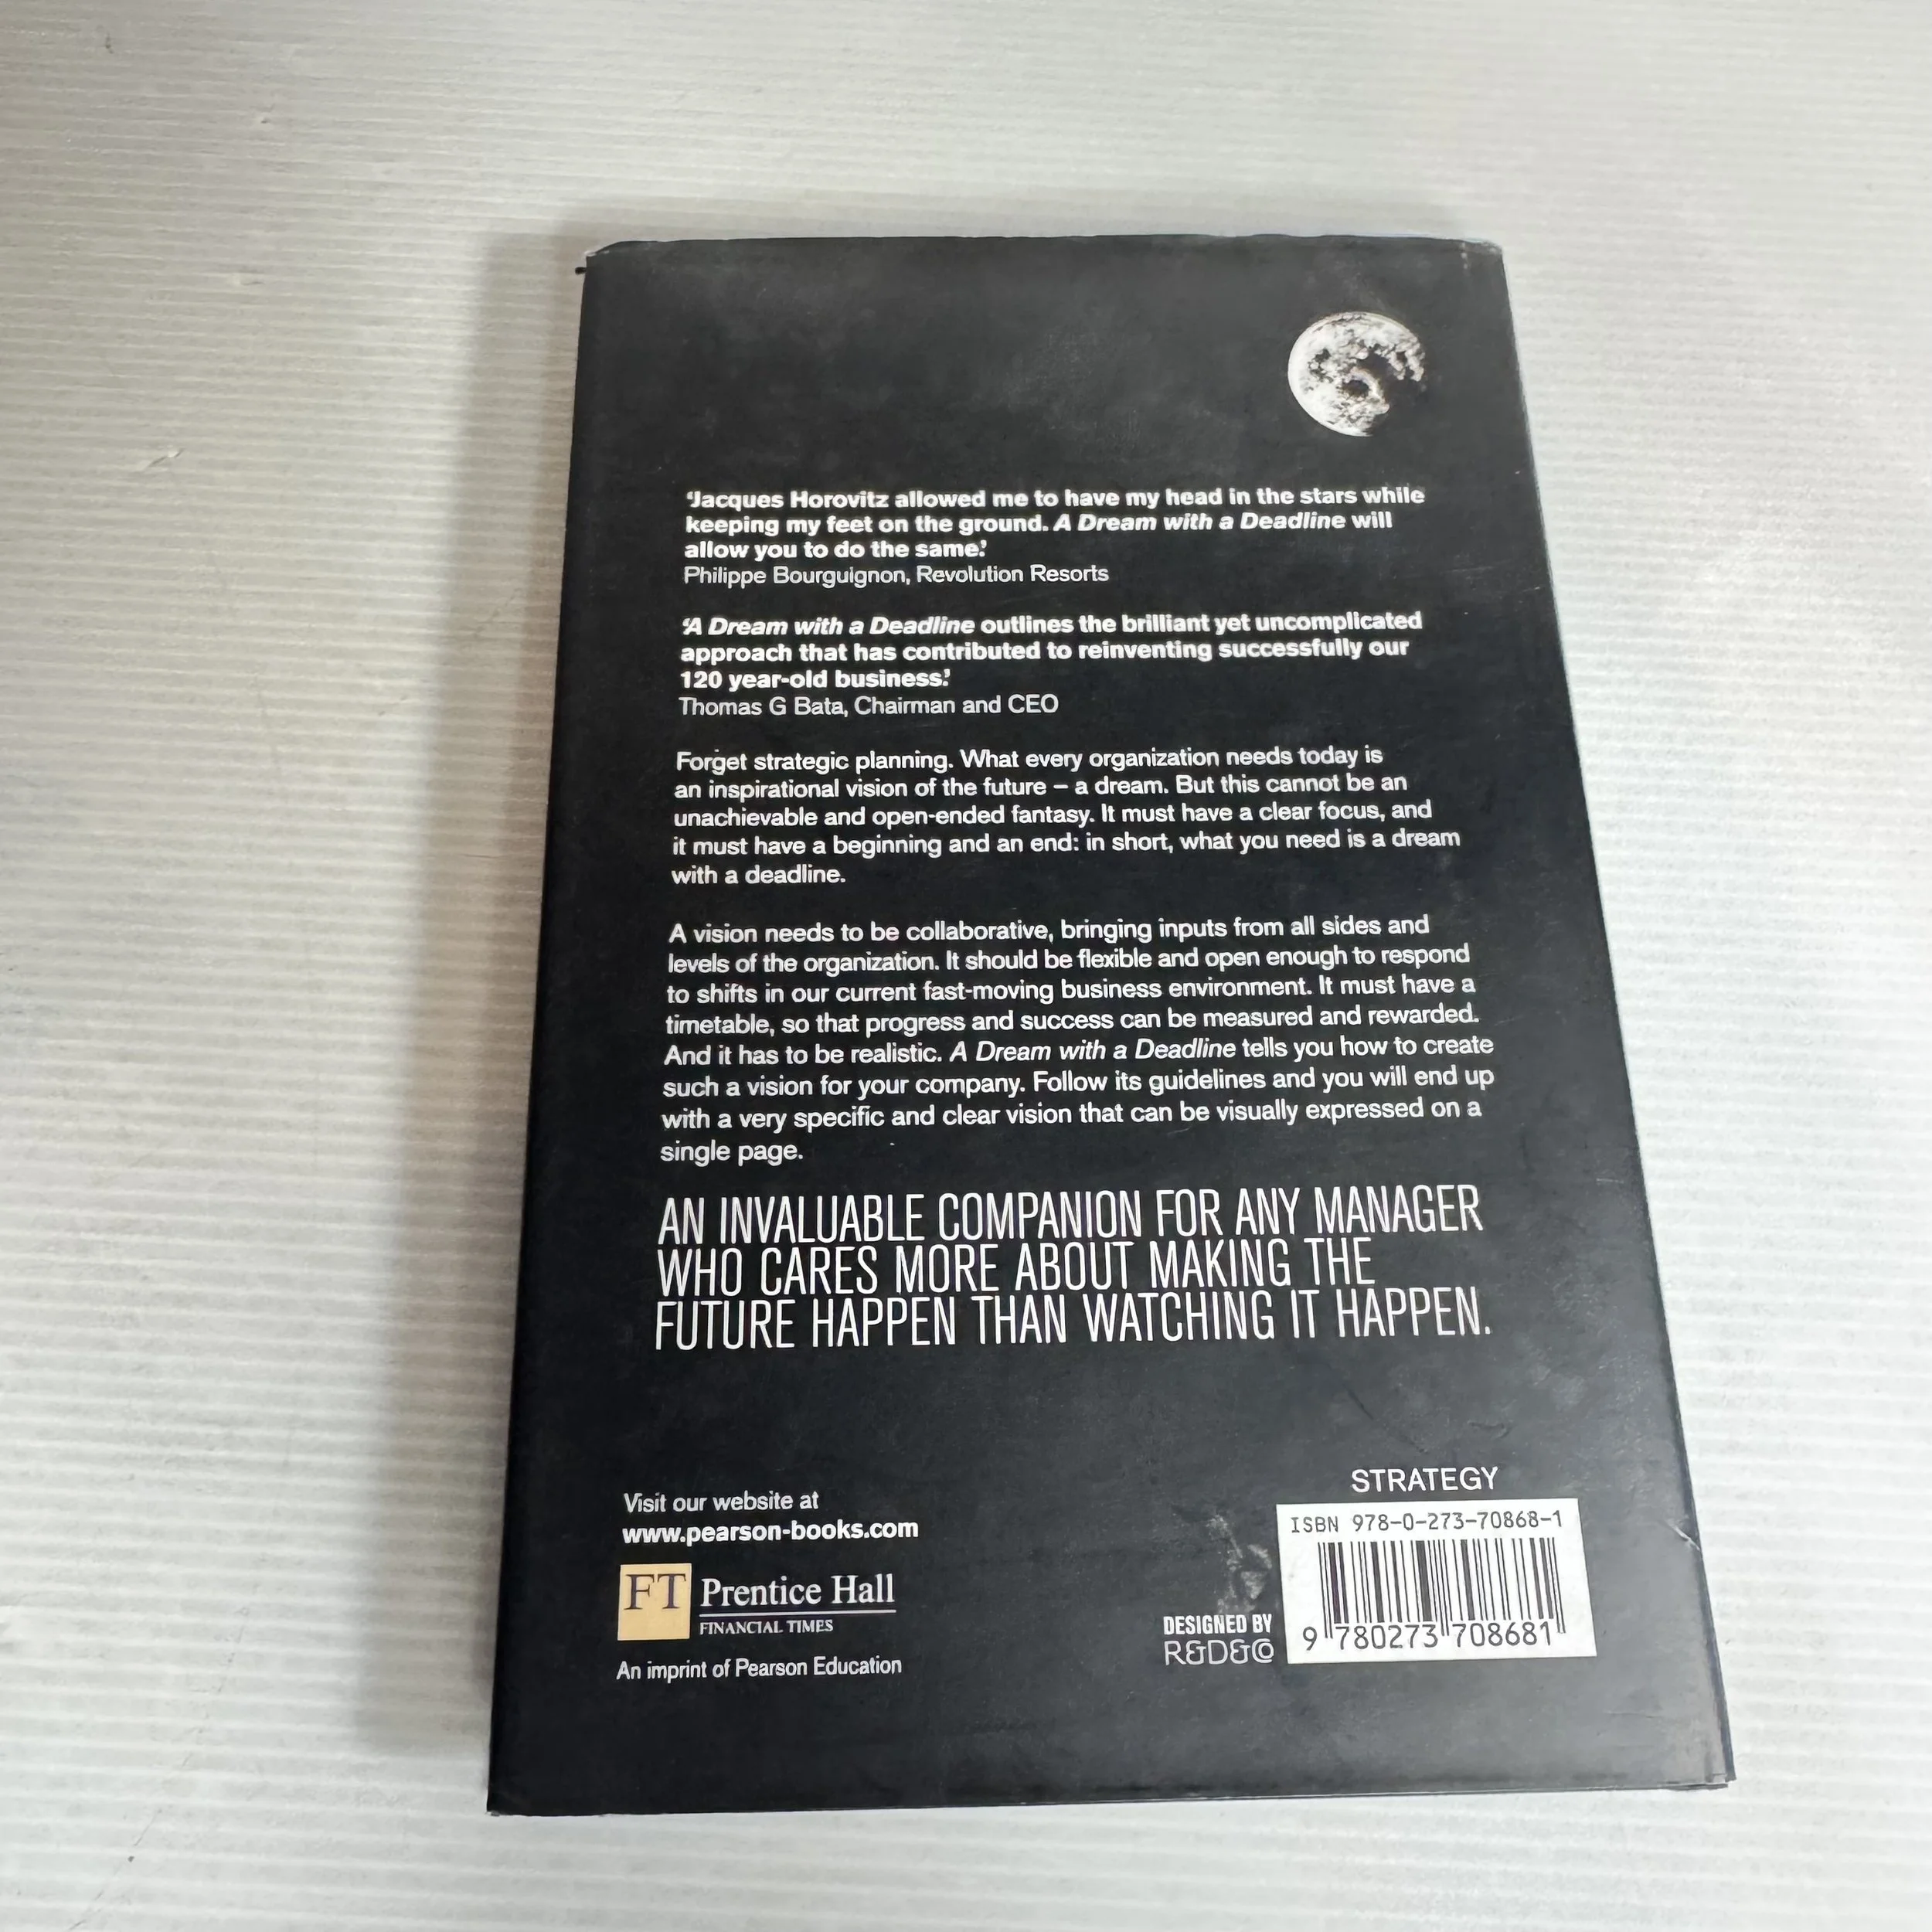 ‘Jacques Horovitz allowed me to have my head in the stars while
keeping my feet on the ground. A Dream with a Deadline will
allow you to do the same.’
Philippe Bourguignon, Revolution Resorts
‘A Dream with a Deadline outlines the brilliant yet uncomplicated
approach that has contributed to reinventing successfully our
120 year-old business.’
Thomas G Bata, Chairman and CEO
Forget strategic planning. What every organization needs today is
an inspirational vision of the future – a dream. But this cannot be an
unachievable and open-ended fantasy. It must have a clear focus, and
it must have a beginning and an end: in short, what you need is a dream
with a deadline.
A vision needs to be collaborative, bringing inputs from all sides and
levels of the organization. It should be flexible and open enough to respond
to shifts in our current fast-moving business environment. It must have a
timetable, so that progress and success can be measured and rewarded.
And it has to be realistic. A Dream with a Deadline tells you how to create
such a vision for your company. Follow its guidelines and you will end up
with a very specific and clear vision that can be visually expressed on a
single page.
AN INVALUABLE COMPANION FOR ANY MANAGER
WHO CARES MORE ABOUT MAKING THE
FUTURE HAPPEN THAN WATCHING IT HAPPEN.
Visit our website at
www.pearson-books.com
FT Prentice Hall
FINANCIAL TIMES
An imprint of Pearson Education
DESIGNED BY
R&D&Co
STRATEGY
ISBN 978-0-273-70868-1
9 780273 708681